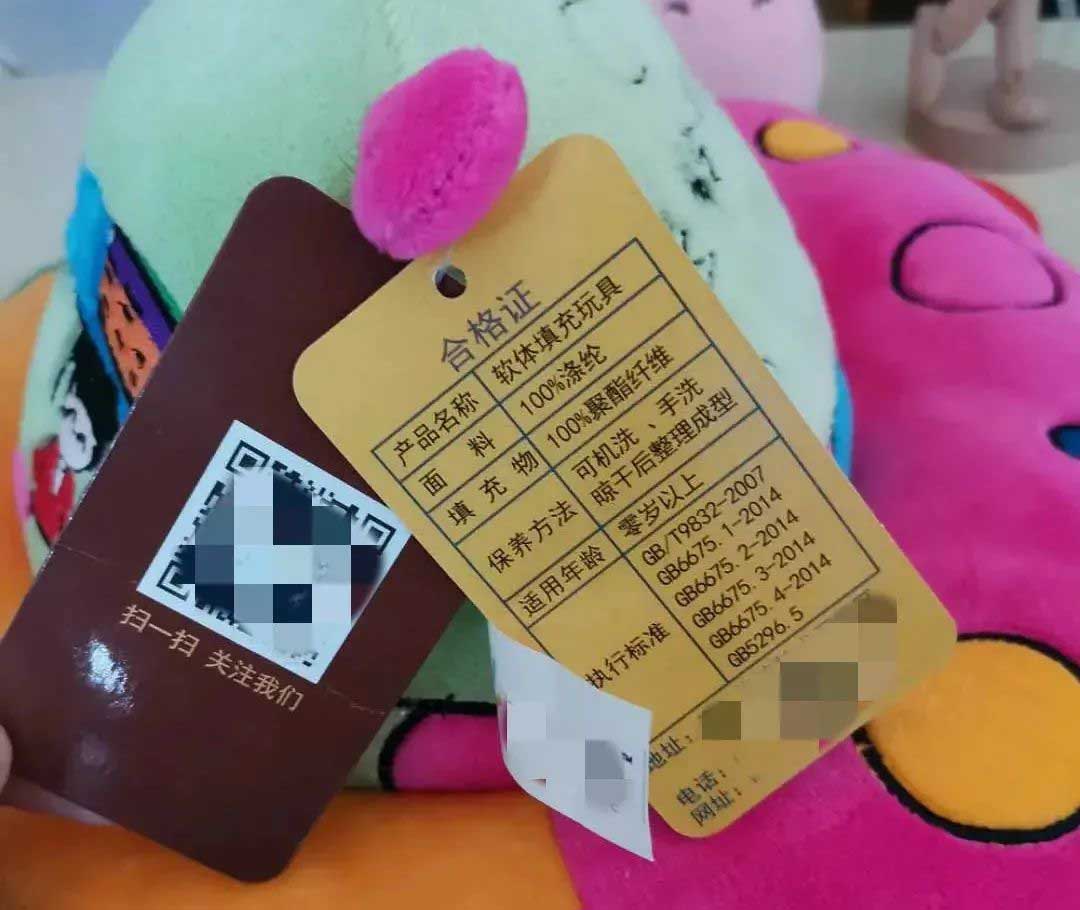 合格证
产品名称 软体填充玩具
面料 100%涤纶
填充物 100%聚酯纤维
保养方法 可机洗、手洗
晾干后整理成型
适用年龄 零岁以上
执行标准 GB/T9832-2007
GB6675.1-2014
GB6675.2-2014
GB6675.3-2014
GB6675.4-2014
GB5296.5
地址:
电话:
网址:
扫一扫 关注我们